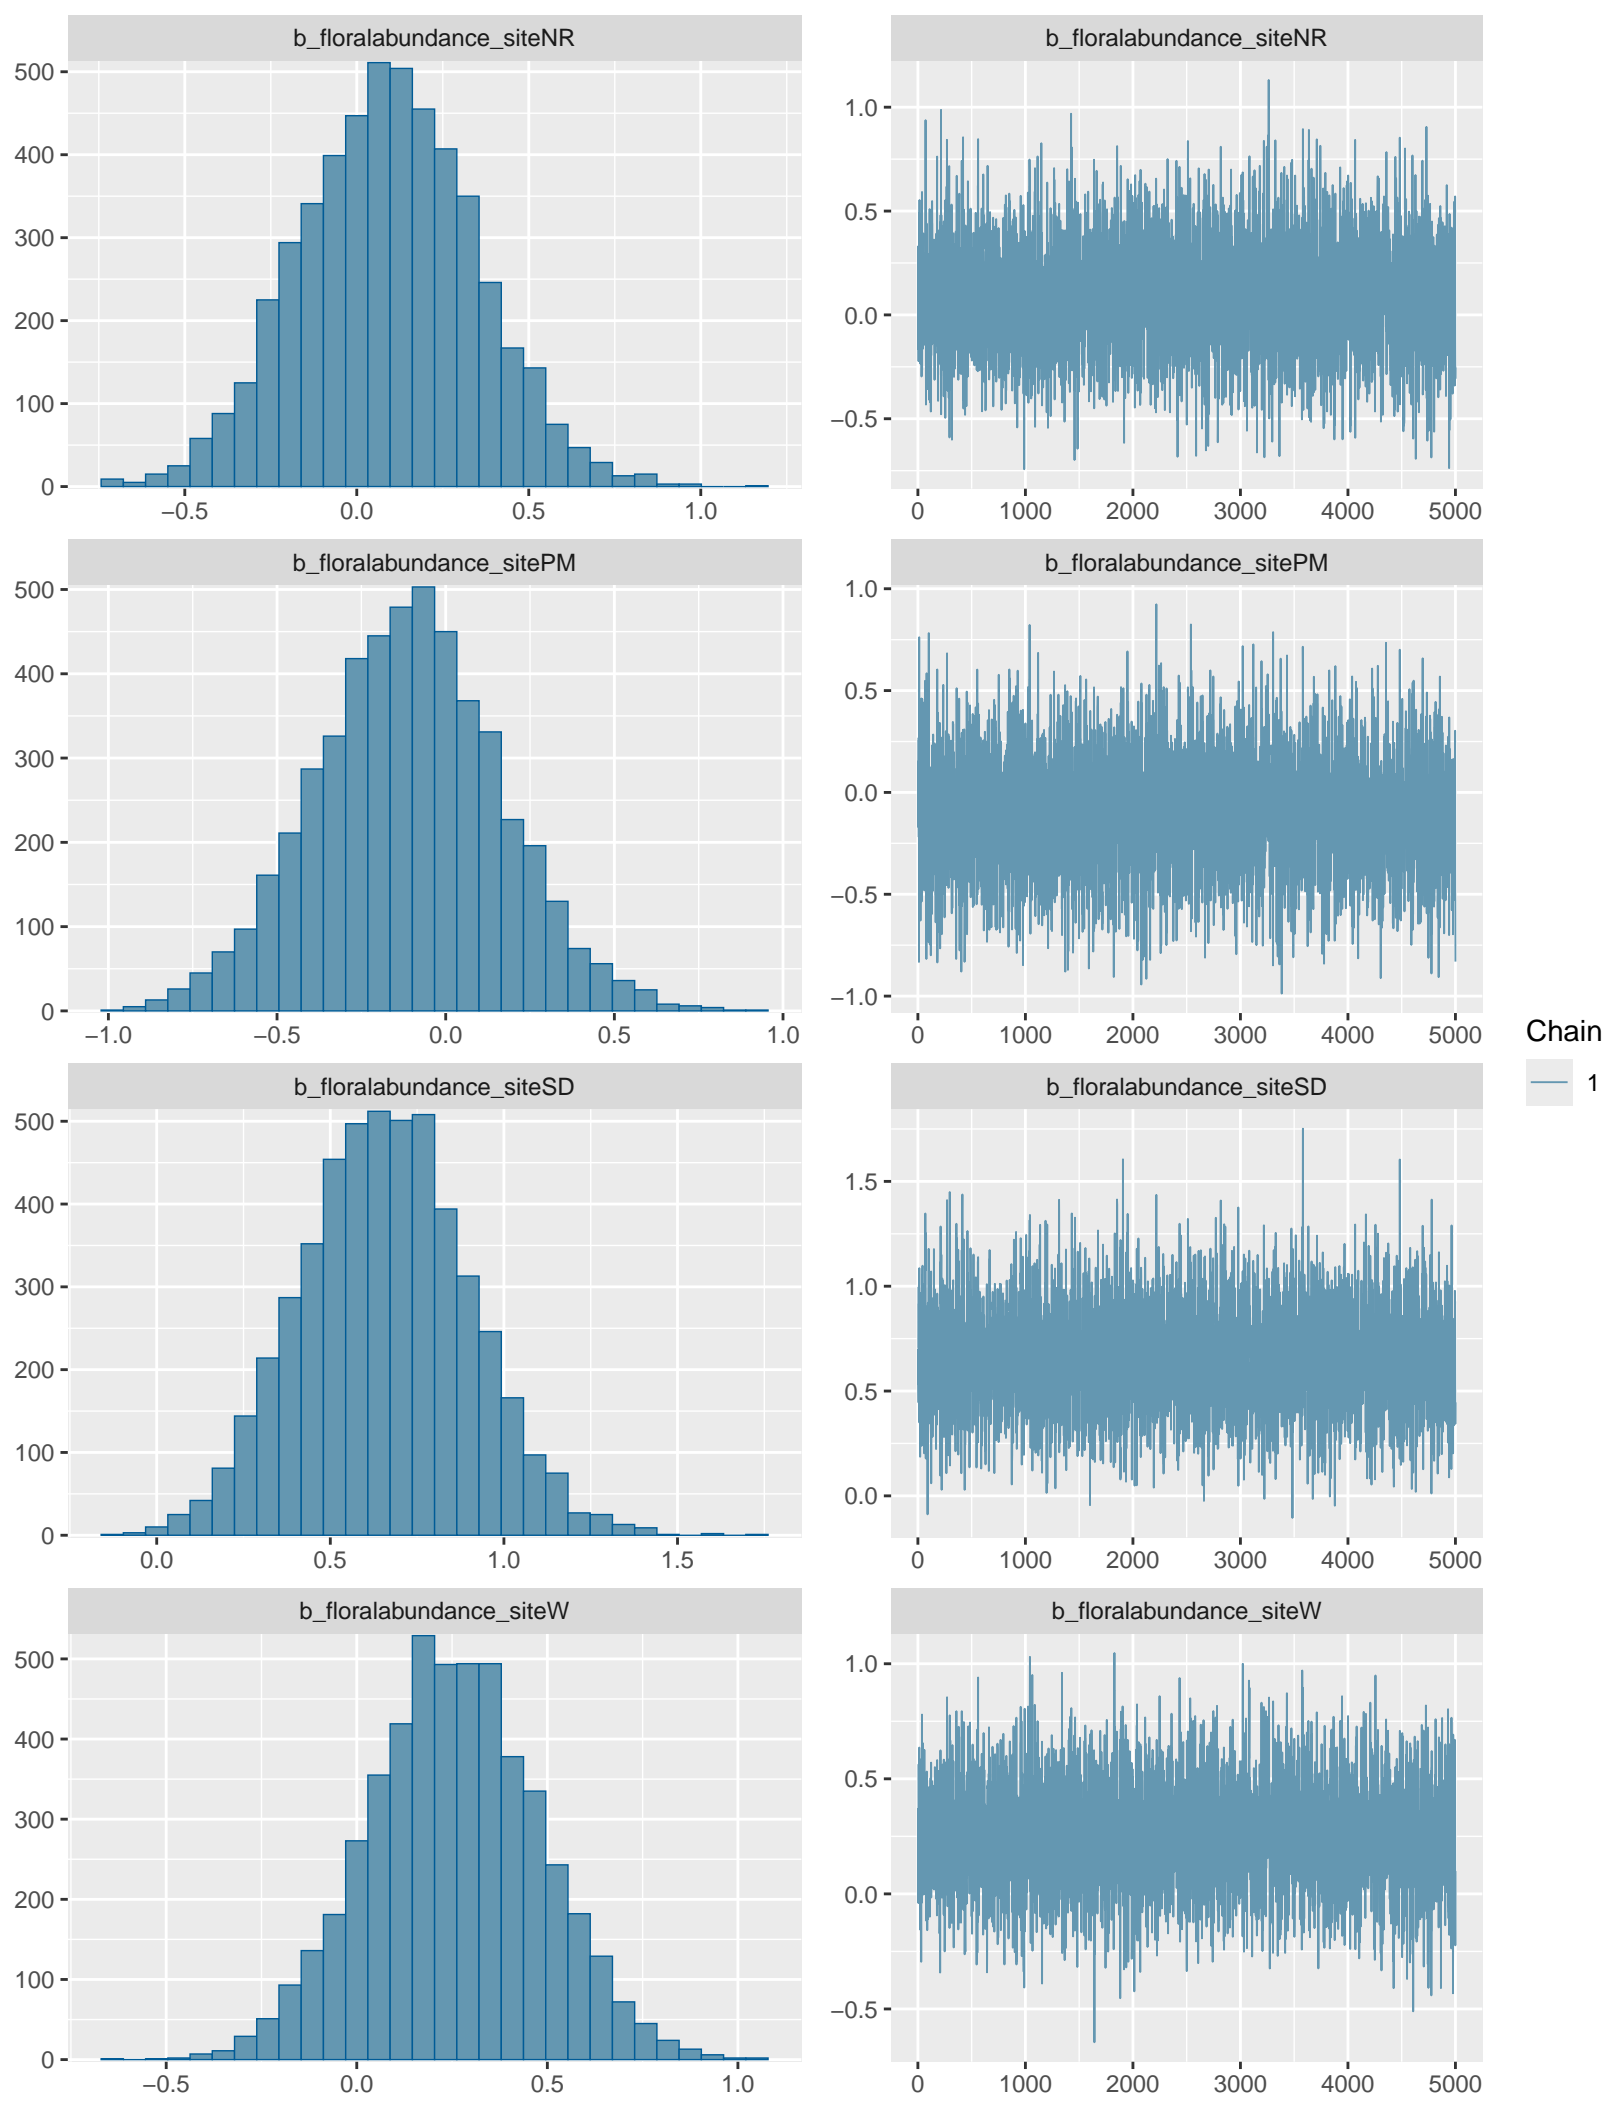 b_floralabundance_siteNR
b_floralabundance_siteNR
500
400
300
200
100
0
−0.5 0.0 0.5 1.0
1.0
0.5
0.0
−0.5
0 1000 2000 3000 4000 5000
b_floralabundance_sitePM
b_floralabundance_sitePM
500
400
300
200
100
0
−1.0 −0.5 0.0 0.5 1.0
1.0
0.5
0.0
−0.5
−1.0
0 1000 2000 3000 4000 5000
b_floralabundance_siteSD
b_floralabundance_siteSD
500
400
300
200
100
0
0.0 0.5 1.0 1.5
1.5
1.0
0.5
0.0
0 1000 2000 3000 4000 5000
b_floralabundance_siteW
b_floralabundance_siteW
500
400
300
200
100
0
−0.5 0.0 0.5 1.0
1.0
0.5
0.0
−0.5
0 1000 2000 3000 4000 5000
Chain
1